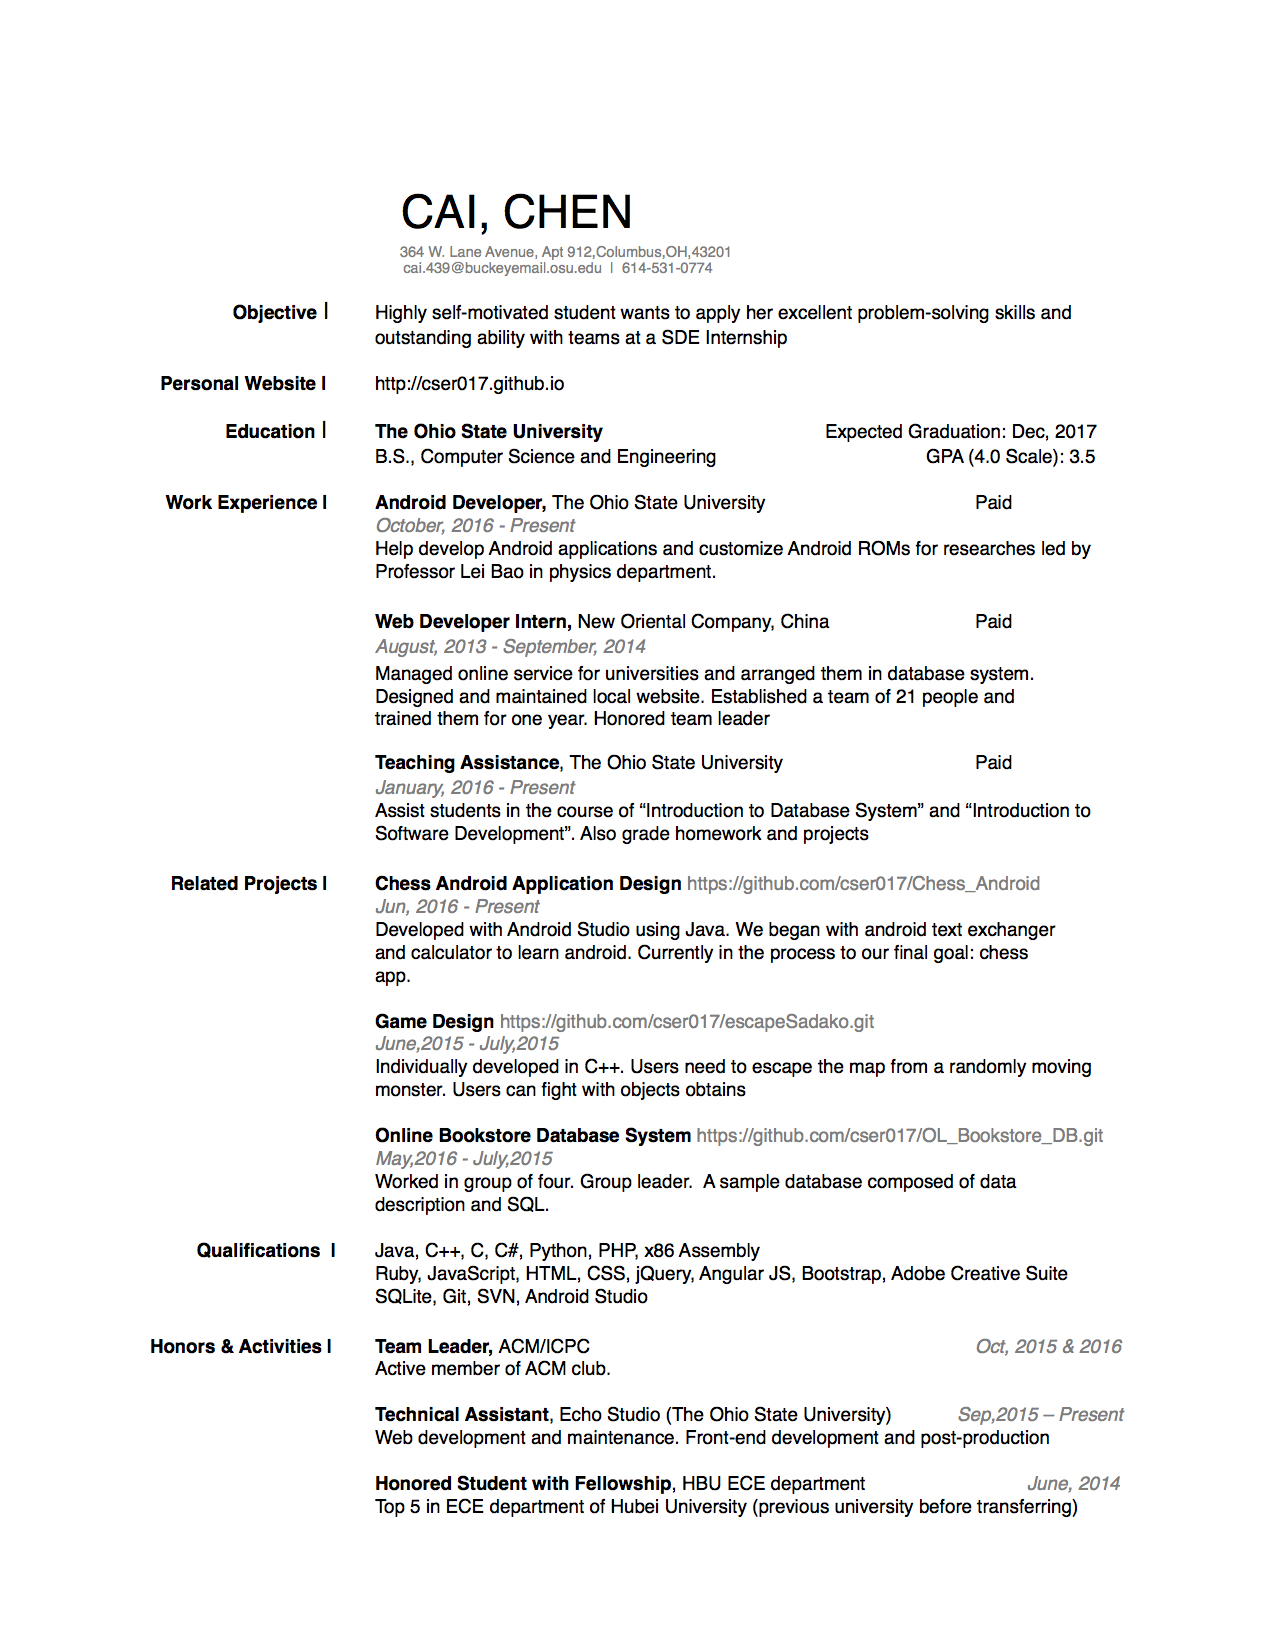 CAI, CHEN
364 W. Lane Avenue, Apt 912,Columbus,OH,43201
cai.439@buckeyemail.osu.edu | 614-531-0774
Objective | Highly self-motivated student wants to apply her excellent problem-solving skills and
outstanding ability with teams at a SDE Internship
Personal Website I http://cser017.github.io
Education | The Ohio State University Expected Graduation: Dec, 2017
B.S., Computer Science and Engineering GPA (4.0 Scale): 3.5
Work Experience I Android Developer, The Ohio State University Paid
October, 2016 - Present
Help develop Android applications and customize Android ROMs for researches led by
Professor Lei Bao in physics department.
Web Developer Intern, New Oriental Company, China Paid
August, 2013 - September, 2014
Managed online service for universities and arranged them in database system.
Designed and maintained local website. Established a team of 21 people and
trained them for one year. Honored team leader
Teaching Assistance, The Ohio State University Paid
January, 2016 - Present
Assist students in the course of “Introduction to Database System” and “Introduction to
Software Development”. Also grade homework and projects
Related Projects I Chess Android Application Design https://github.com/cser017/Chess_Android
Jun, 2016 - Present
Developed with Android Studio using Java. We began with android text exchanger
and calculator to learn android. Currently in the process to our final goal: chess
app.
Game Design https://github.com/cser017/escapeSadako.git
June,2015 - July,2015
Individually developed in C++. Users need to escape the map from a randomly moving
monster. Users can fight with objects obtains
Online Bookstore Database System https://github.com/cser017/OL_Bookstore_DB.git
May,2016 - July,2015
Worked in group of four. Group leader. A sample database composed of data
description and SQL.
Qualifications I Java, C++, C, C#, Python, PHP, x86 Assembly
Ruby, JavaScript, HTML, CSS, jQuery, Angular JS, Bootstrap, Adobe Creative Suite
SQLite, Git, SVN, Android Studio
Honors & Activities I Team Leader, ACM/ICPC Oct, 2015 & 2016
Active member of ACM club.
Technical Assistant, Echo Studio (The Ohio State University) Sep,2015 – Present
Web development and maintenance. Front-end development and post-production
Honored Student with Fellowship, HBU ECE department June, 2014
Top 5 in ECE department of Hubei University (previous university before transferring)